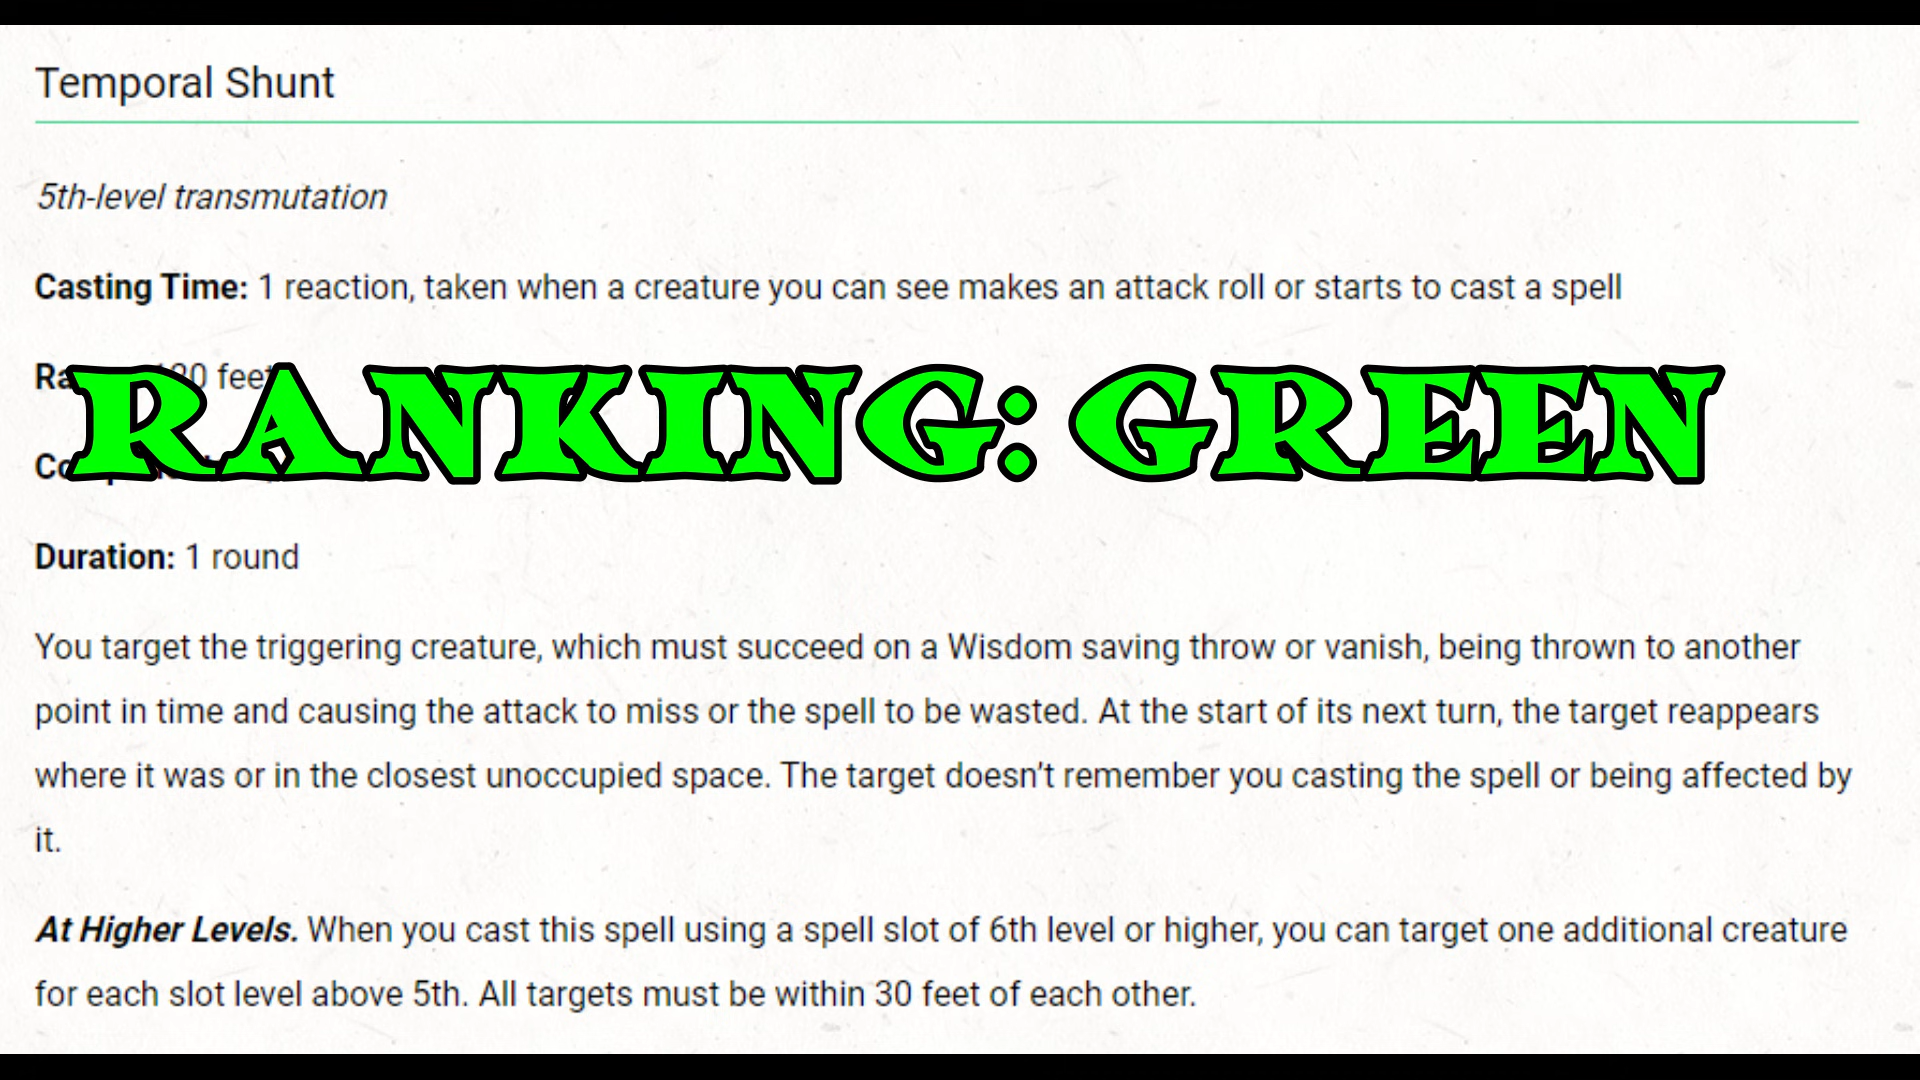 Temporal Shunt
5th-level transmutation
Casting Time: 1 reaction, taken when a creature you can see makes an attack roll or starts to cast a spell
feet
RANKING: GREEN
Duration: 1 round
You target the triggering creature, which must succeed on a Wisdom saving throw or vanish, being thrown to another
point in time and causing the attack to miss or the spell to be wasted. At the start of its next turn, the target reappears
where it was or in the closest unoccupied space. The target doesn’t remember you casting the spell or being affected by
it.
At Higher Levels. When you cast this spell using a spell slot of 6th level or higher, you can target one additional creature
for each slot level above 5th. All targets must be within 30 feet of each other.